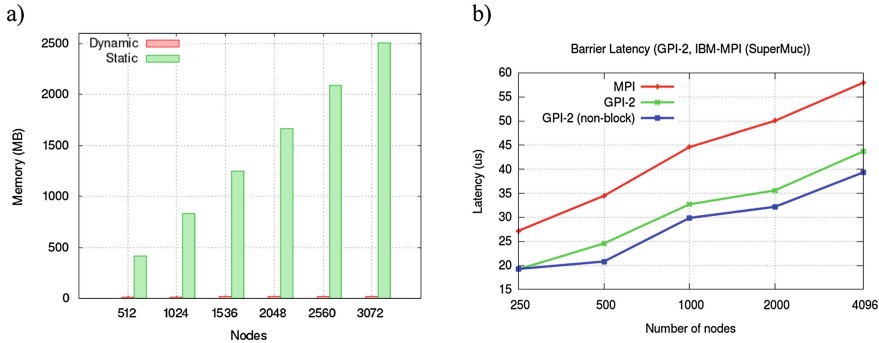 a)
Dynamic
Static
2500
2000
1500
1000
500
0
Memory (MB)
512 1024 1536 2048 2560 3072
Nodes
b)
Barrier Latency (GPI-2, IBM-MPI (SuperMuc))
MPI
GPI-2
GPI-2 (non-block)
60
55
50
45
40
35
30
25
20
15
Latency (us)
250 500 1000 2000 4096
Number of nodes